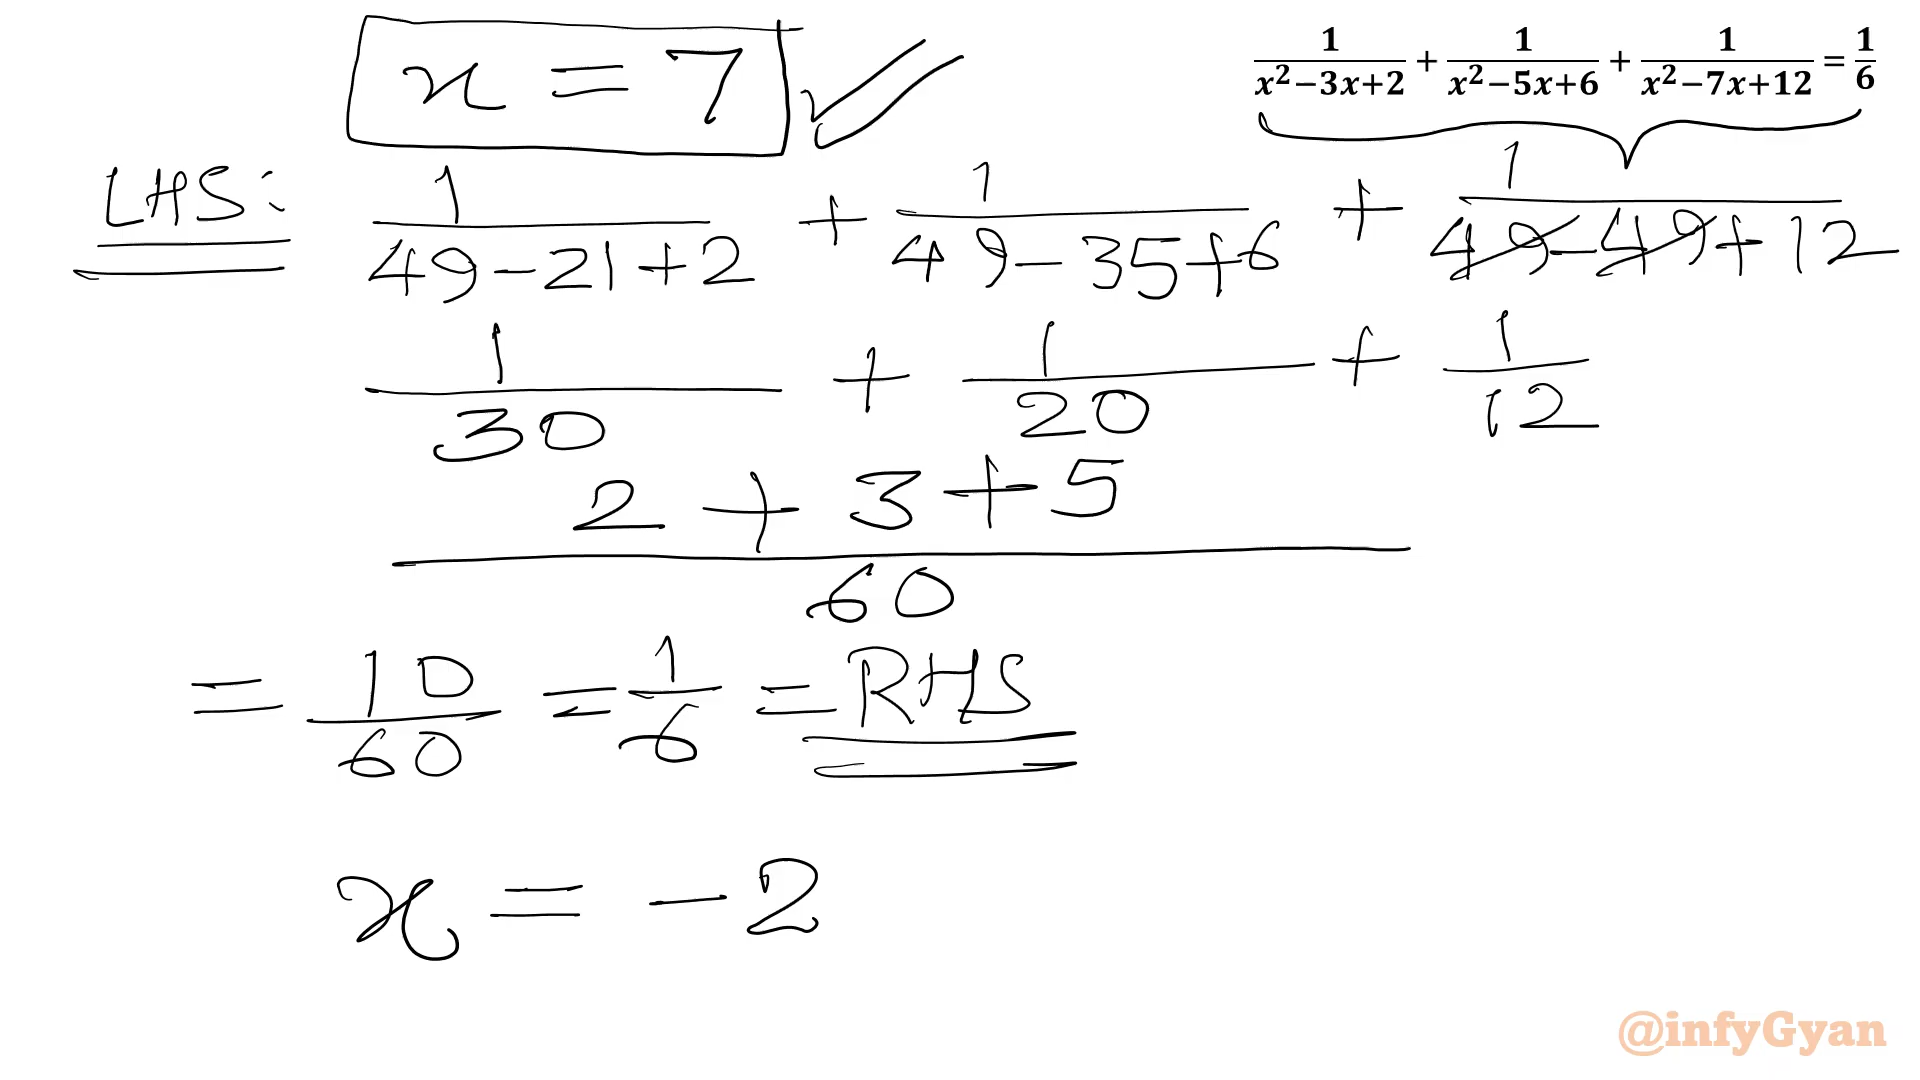 x = 7 ✓
1/(x²−3x+2) + 1/(x²−5x+6) + 1/(x²−7x+12) = 1/6
LHS: 1/(49−21+2) + 1/(49−35+6) + 1/(49−49+12)
1/30 + 1/20 + 1/12
(2+3+5)/60
= 10/60 = 1/6 = RHS
x = −2
@infyGyan